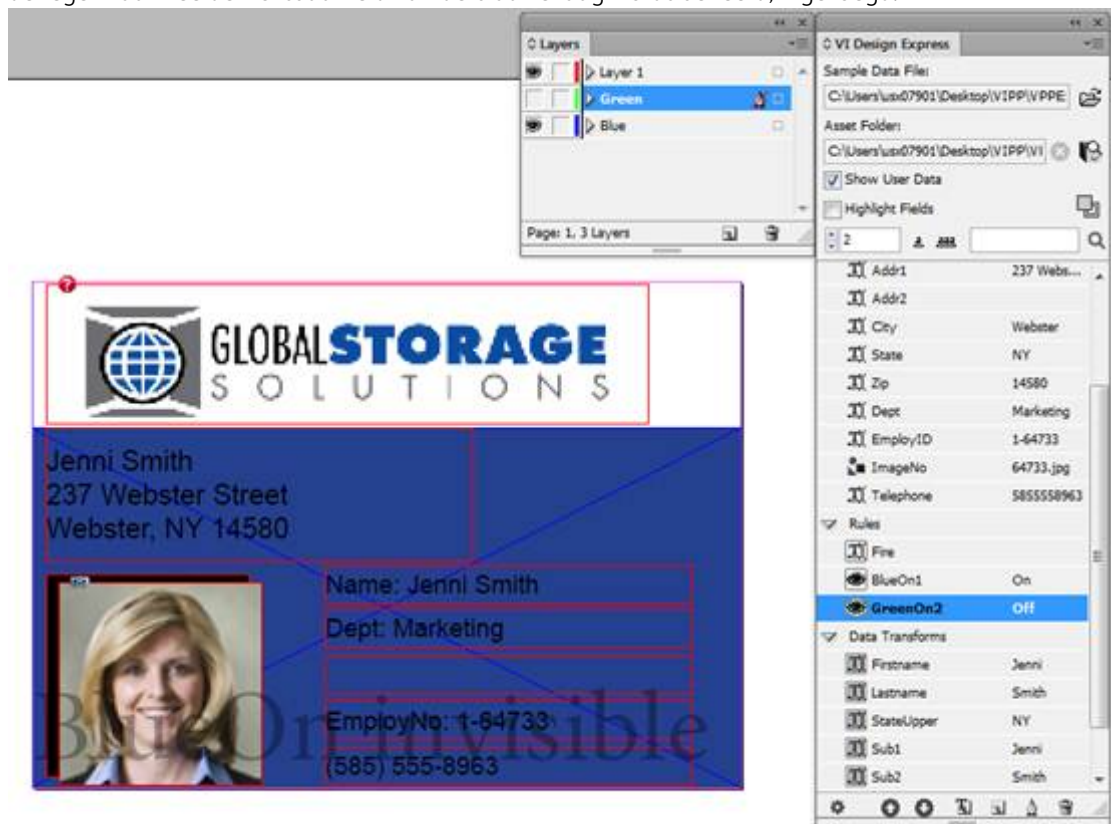 Layers
Layer 1
Green
Blue
Page: 1, 3 Layers
VI Design Express
Sample Data File:
C:\Users\usx07901\Desktop\VIPP\VPPE
Asset Folder:
C:\Users\usx07901\Desktop\VIPP\VI
Show User Data
Highlight Fields
2
Addr1 237 Webs...
Addr2
City Webster
State NY
Zip 14580
Dept Marketing
EmployID 1-64733
ImageNo 64733.jpg
Telephone 5855558963
Rules
Fire
BlueOn1 On
GreenOn2 Off
Data Transforms
Firstname Jenni
Lastname Smith
StateUpper NY
Sub1 Jenni
Sub2 Smith
GLOBALSTORAGE
SOLUTIONS
Jenni Smith
237 Webster Street
Webster, NY 14580
Name: Jenni Smith
Dept: Marketing
EmployNo: 1-64733
(585) 555-8963
BlueOn invisible